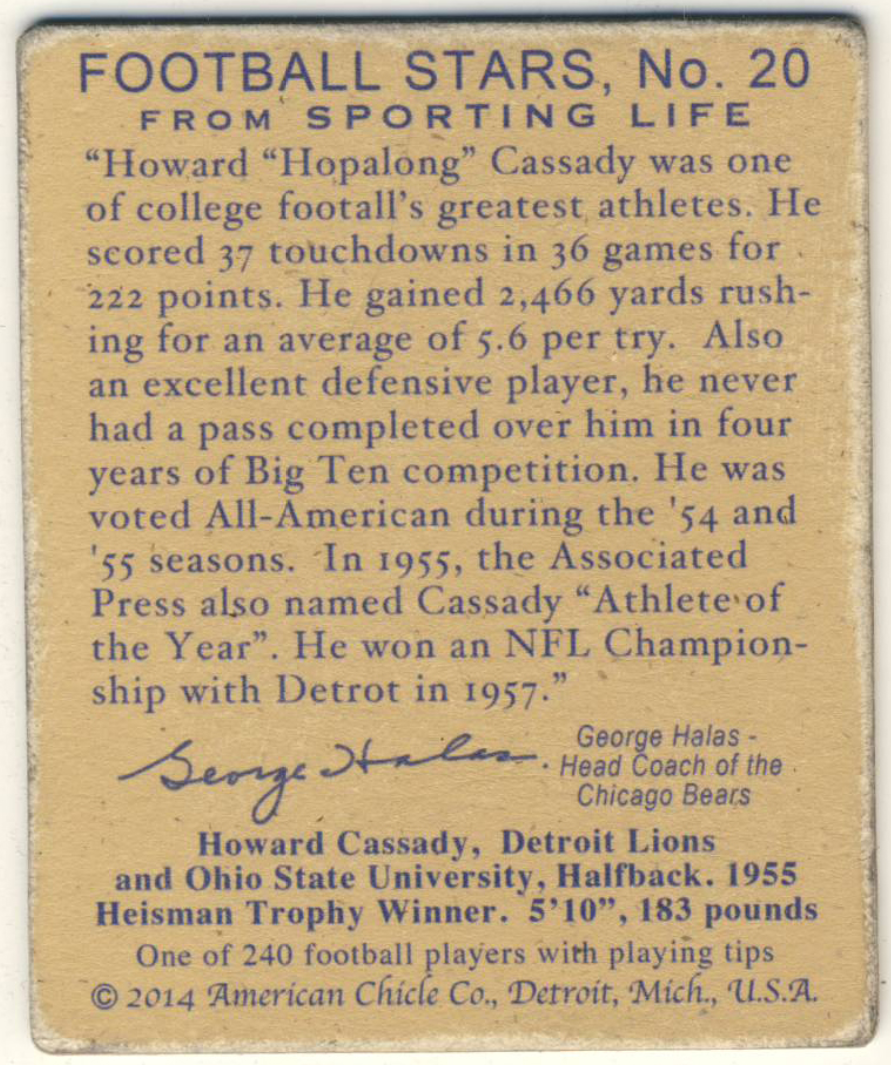 FOOTBALL STARS, No. 20
FROM SPORTING LIFE
“Howard “Hopalong” Cassady was one
of college footall’s greatest athletes. He
scored 37 touchdowns in 36 games for
222 points. He gained 2,466 yards rush-
ing for an average of 5.6 per try. Also
an excellent defensive player, he never
had a pass completed over him in four
years of Big Ten competition. He was
voted All-American during the '54 and
'55 seasons. In 1955, the Associated
Press also named Cassady “Athlete of
the Year”. He won an NFL Champion-
ship with Detrot in 1957.”
George Halas
George Halas -
Head Coach of the
Chicago Bears
Howard Cassady, Detroit Lions
and Ohio State University, Halfback. 1955
Heisman Trophy Winner. 5’10”, 183 pounds
One of 240 football players with playing tips
© 2014 American Chicle Co., Detroit, Mich., U.S.A.